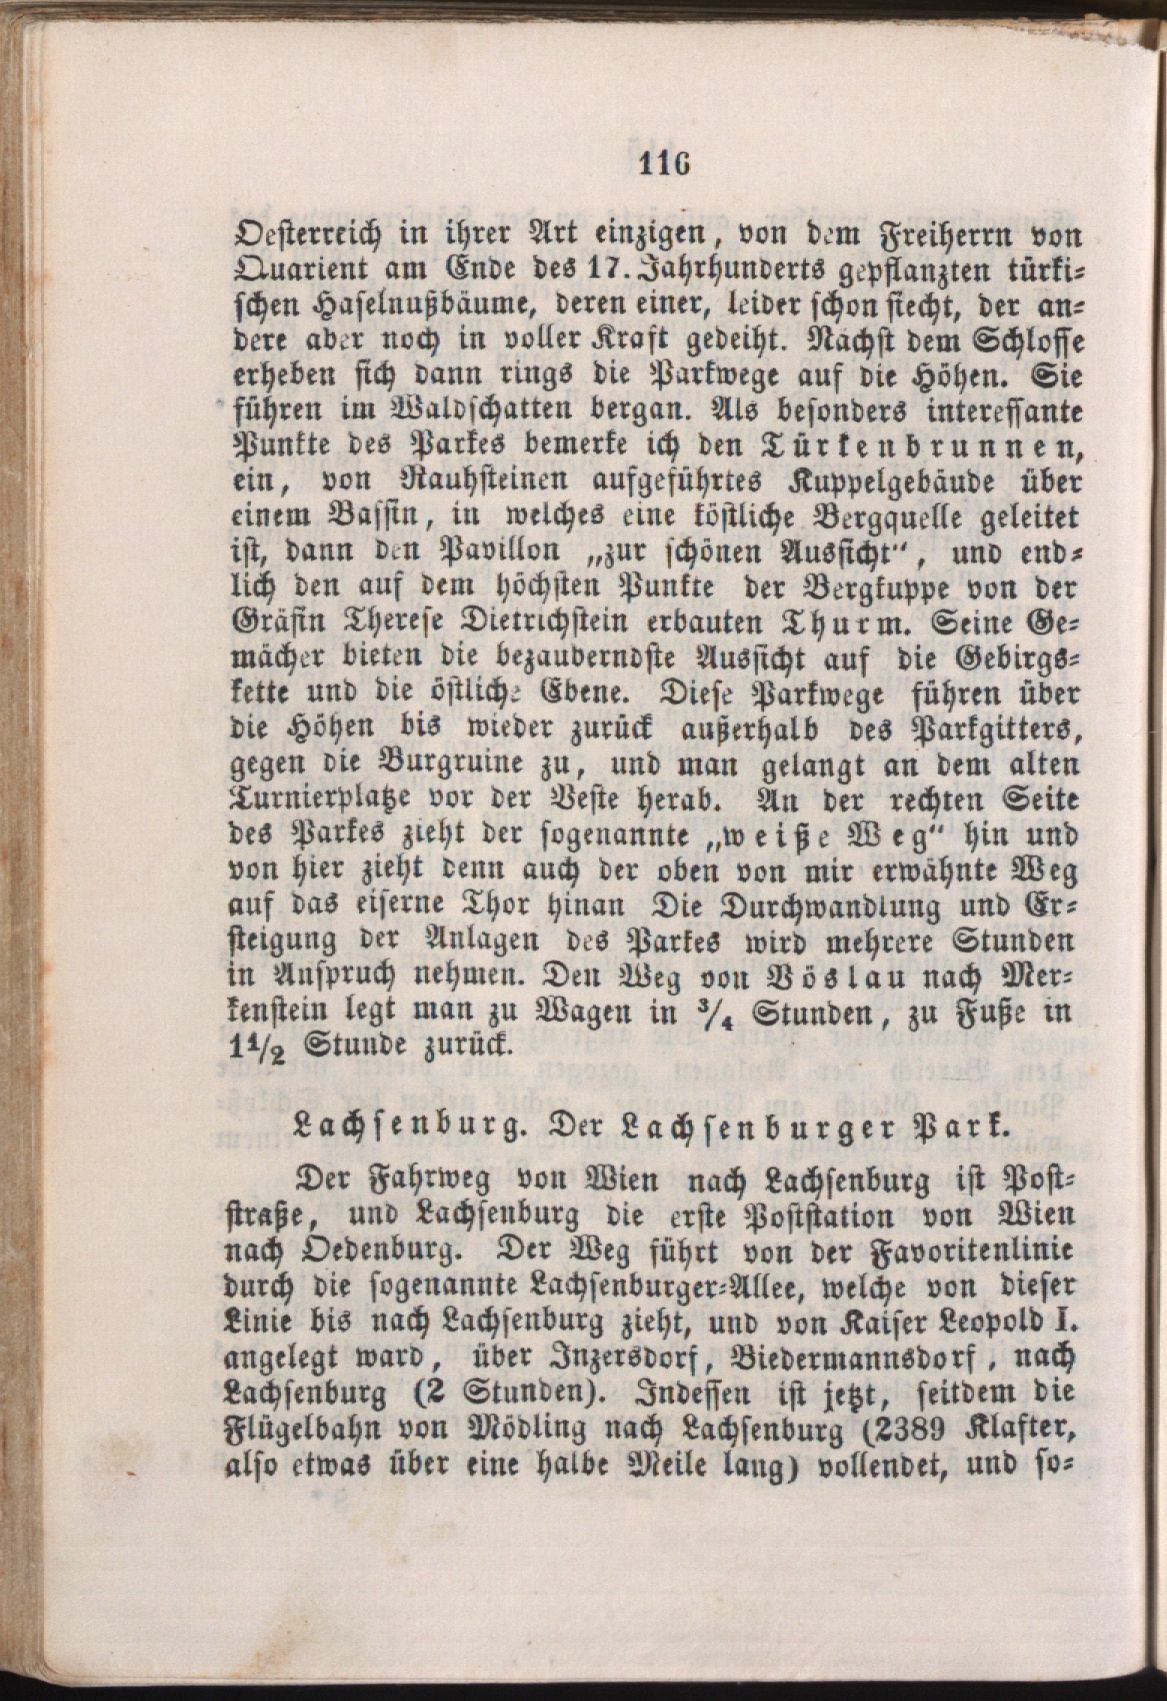 116
Oesterreich in ihrer Art einzigen, von dem Freiherrn von
Quarient am Ende des 17. Jahrhunderts gepflanzten türki-
schen Haselnußbäume, deren einer, leider schon siecht, der an-
dere aber noch in voller Kraft gedeiht. Nächst dem Schlosse
erheben sich dann rings die Parkwege auf die Höhen. Sie
führen im Waldschatten bergan. Als besonders interessante
Punkte des Parkes bemerke ich den Türkenbrunnen,
ein, von Rauhsteinen aufgeführtes Kuppelgebäude über
einem Bassin, in welches eine köstliche Bergquelle geleitet
ist, dann den Pavillon „zur schönen Aussicht“, und end-
lich den auf dem höchsten Punkte der Bergkuppe von der
Gräfin Therese Dietrichstein erbauten Thurm. Seine Ge-
mächer bieten die bezauberndste Aussicht auf die Gebirgs-
kette und die östliche Ebene. Diese Parkwege führen über
die Höhen bis wieder zurück außerhalb des Parkgitters,
gegen die Burgruine zu, und man gelangt an dem alten
Turnierplatze vor der Veste herab. An der rechten Seite
des Parkes zieht der sogenannte „weiße Weg“ hin und
von hier zieht denn auch der oben von mir erwähnte Weg
auf das eiserne Thor hinan Die Durchwandlung und Er-
steigung der Anlagen des Parkes wird mehrere Stunden
in Anspruch nehmen. Den Weg von Vöslau nach Mer-
kenstein legt man zu Wagen in 3/4 Stunden, zu Fuße in
1 1/2 Stunde zurück.
Lachsenburg. Der Lachsenburger Park.
Der Fahrweg von Wien nach Lachsenburg ist Post-
straße, und Lachsenburg die erste Poststation von Wien
nach Oedenburg. Der Weg führt von der Favoritenlinie
durch die sogenannte Lachsenburger-Allee, welche von dieser
Linie bis nach Lachsenburg zieht, und von Kaiser Leopold I.
angelegt ward, über Inzersdorf, Biedermannsdorf, nach
Lachsenburg (2 Stunden). Indessen ist jetzt, seitdem die
Flügelbahn von Mödling nach Lachsenburg (2389 Klafter,
also etwas über eine halbe Meile lang) vollendet, und so-